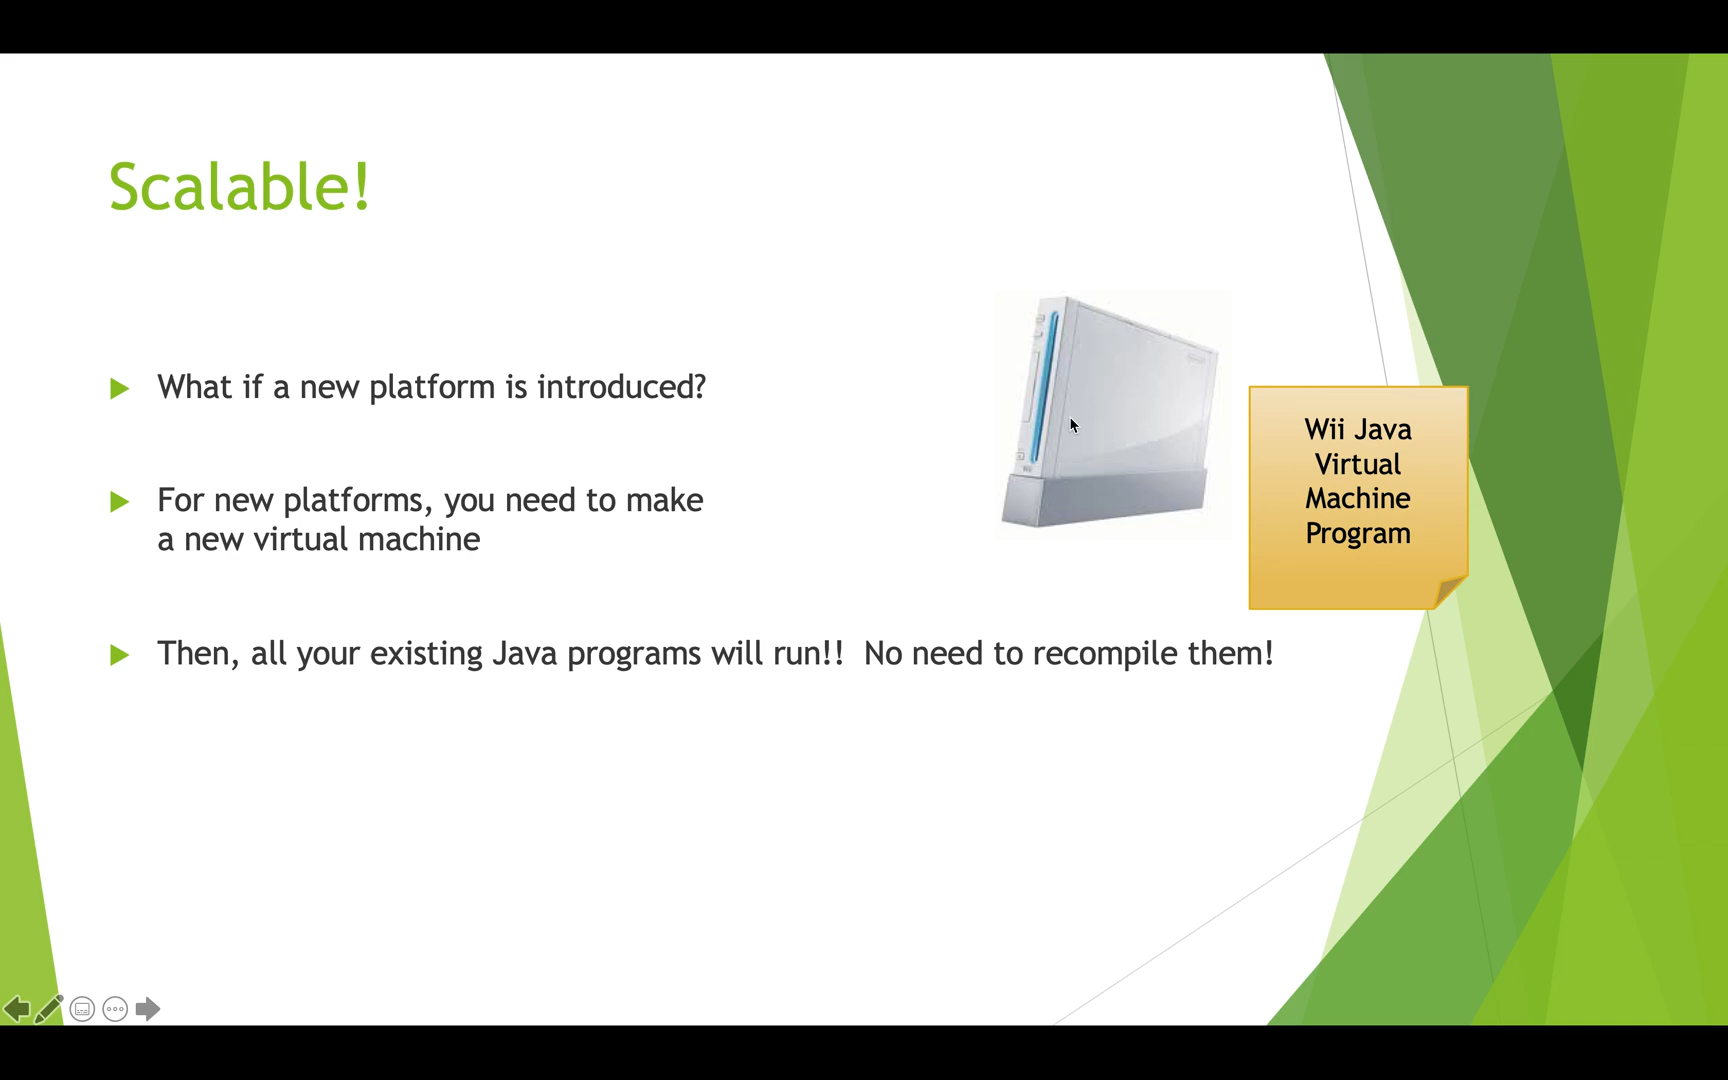 Scalable!
What if a new platform is introduced?
For new platforms, you need to make
a new virtual machine
Wii Java
Virtual
Machine
Program
Then, all your existing Java programs will run!!  No need to recompile them!